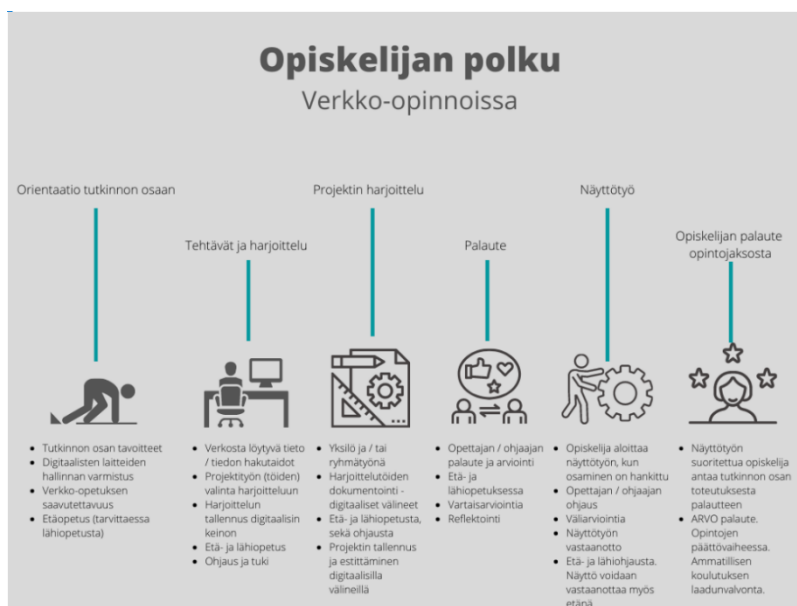 Opiskelijan polku
Verkko-opinnoissa
Orientaatio tutkinnon osaan
Tehtävät ja harjoittelu
Projektin harjoittelu
Palaute
Näyttötyö
Opiskelijan palaute
opintojaksosta
• Tutkinnon osan tavoitteet
• Digitaalisten laitteiden
hallinnan varmistus
• Verkko-opetuksen
saavutettavuus
• Etäopetus (tarvittaessa
lähiopetusta)
• Verkosta löytyvä tieto
/ tiedon hakutaidot
• Projektityön (töiden)
valinta harjoitteluun
• Harjoittelun
tallennus digitaalisin
keinon
• Etä- ja lähiopetus
• Ohjaus ja tuki
• Yksilö ja / tai
ryhmätyönä
• Harjoittelutöiden
dokumentointi -
digitaaliset välineet
• Etä- ja lähiopetusta,
sekä ohjausta
• Projektin tallennus
ja estittäminen
digitaalisilla
välineillä
• Opettajan / ohjaajan
palaute ja arviointi
• Etä- ja
lähiopetuksessa
• Vartaisarviointia
• Reflektointi
• Opiskelija aloittaa
näyttötyön, kun
osaaminen on hankittu
• Opettajan / ohjaajan
ohjaus
• Väliarviointia
• Näyttötyön
vastaanotto
• Etä- ja lähiohjausta.
Näyttö voidaan
vastaanottaa myös
etänä
• Näyttötyön
suoritettua opiskelija
antaa tutkinnon osan
toteutuksesta
palautteen
• ARVO palaute.
Opintojen
päättövaiheessa.
Ammatillisen
koulutuksen
laadunvalvonta.